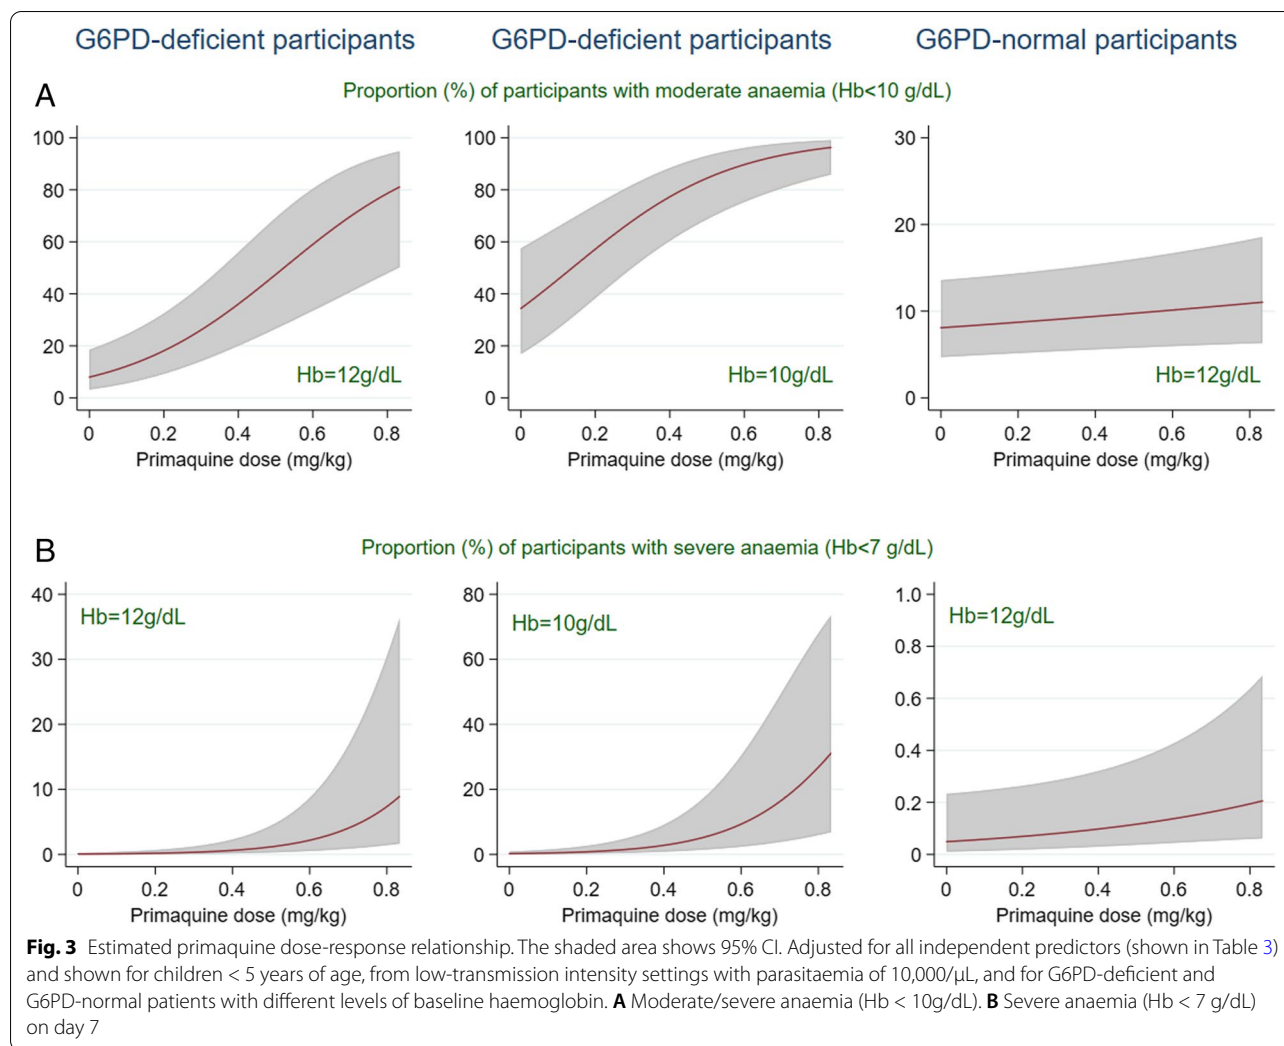 G6PD-deficient participants G6PD-deficient participants G6PD-normal participants
A
Proportion (%) of participants with moderate anaemia (Hb<10 g/dL)
100 100 30
80 80
20
60 60
40 40
10
20 20
Hb=12g/dL Hb=10g/dL Hb=12g/dL
0 0 0
0 0.2 0.4 0.6 0.8 0 0.2 0.4 0.6 0.8 0 0.2 0.4 0.6 0.8
Primaquine dose (mg/kg) Primaquine dose (mg/kg) Primaquine dose (mg/kg)
B
Proportion (%) of participants with severe anaemia (Hb<7 g/dL)
40 80 1.0
Hb=12g/dL Hb=10g/dL Hb=12g/dL
0.8
30 60
0.6
20 40
0.4
10 20
0.2
0 0 0
0 0.2 0.4 0.6 0.8 0 0.2 0.4 0.6 0.8 0 0.2 0.4 0.6 0.8
Primaquine dose (mg/kg) Primaquine dose (mg/kg) Primaquine dose (mg/kg)
Fig. 3 Estimated primaquine dose-response relationship. The shaded area shows 95% CI. Adjusted for all independent predictors (shown in Table 3)
and shown for children < 5 years of age, from low-transmission intensity settings with parasitaemia of 10,000/µL, and for G6PD-deficient and
G6PD-normal patients with different levels of baseline haemoglobin. A Moderate/severe anaemia (Hb < 10g/dL). B Severe anaemia (Hb < 7 g/dL)
on day 7